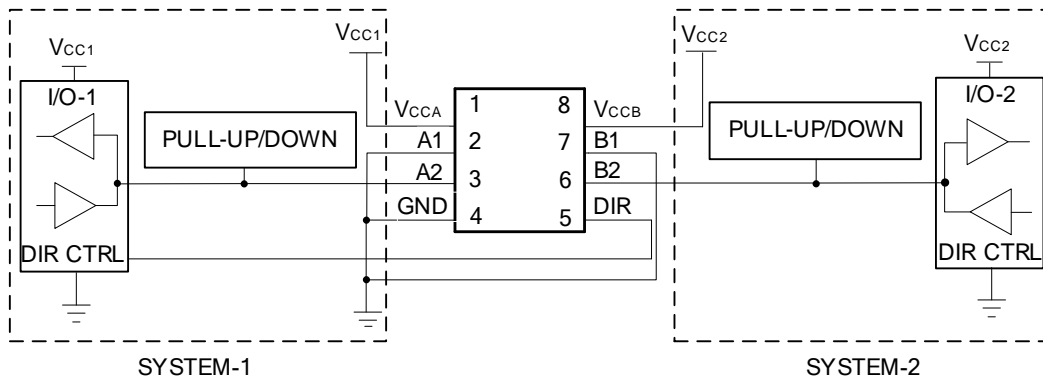 VCC1
I/O-1
PULL-UP/DOWN
DIR CTRL
SYSTEM-1
VCC1
VCCA
A1
A2
GND
1 8
2 7
3 6
4 5
VCCB
B1
B2
DIR
VCC2
PULL-UP/DOWN
VCC2
I/O-2
DIR CTRL
SYSTEM-2